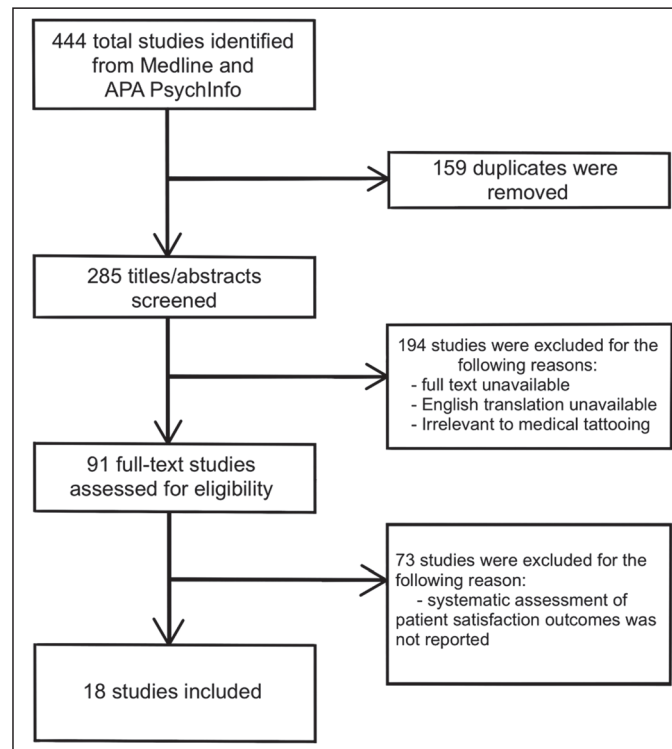 444 total studies identified
from Medline and
APA PsychInfo
159 duplicates were
removed
285 titles/abstracts
screened
194 studies were excluded for the
following reasons:
- full text unavailable
- English translation unavailable
- Irrelevant to medical tattooing
91 full-text studies
assessed for eligibility
73 studies were excluded for the
following reason:
- systematic assessment of
patient satisfaction outcomes was
not reported
18 studies included